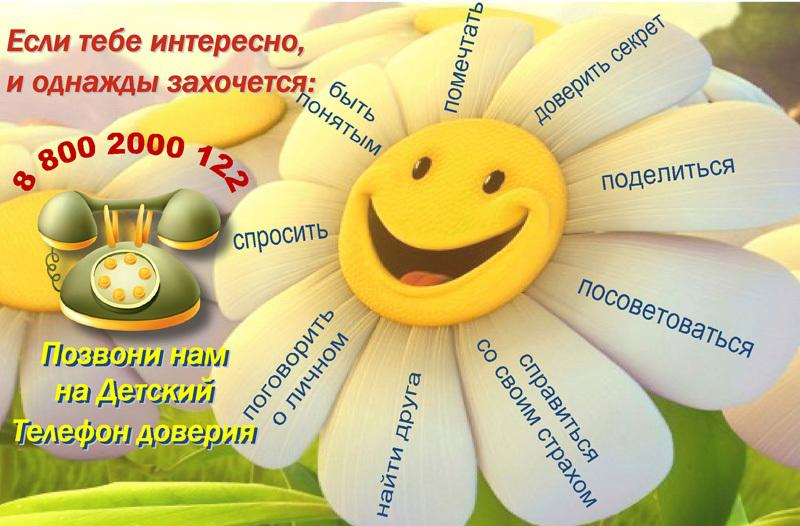 Если тебе интересно,
и однажды захочется:
8 800 2000 122
Позвони нам
на Детский
Телефон доверия
быть
понятым
помечтать
доверить секрет
поделиться
посоветоваться
справиться
со своим страхом
найти друга
поговорить
о личном
спросить